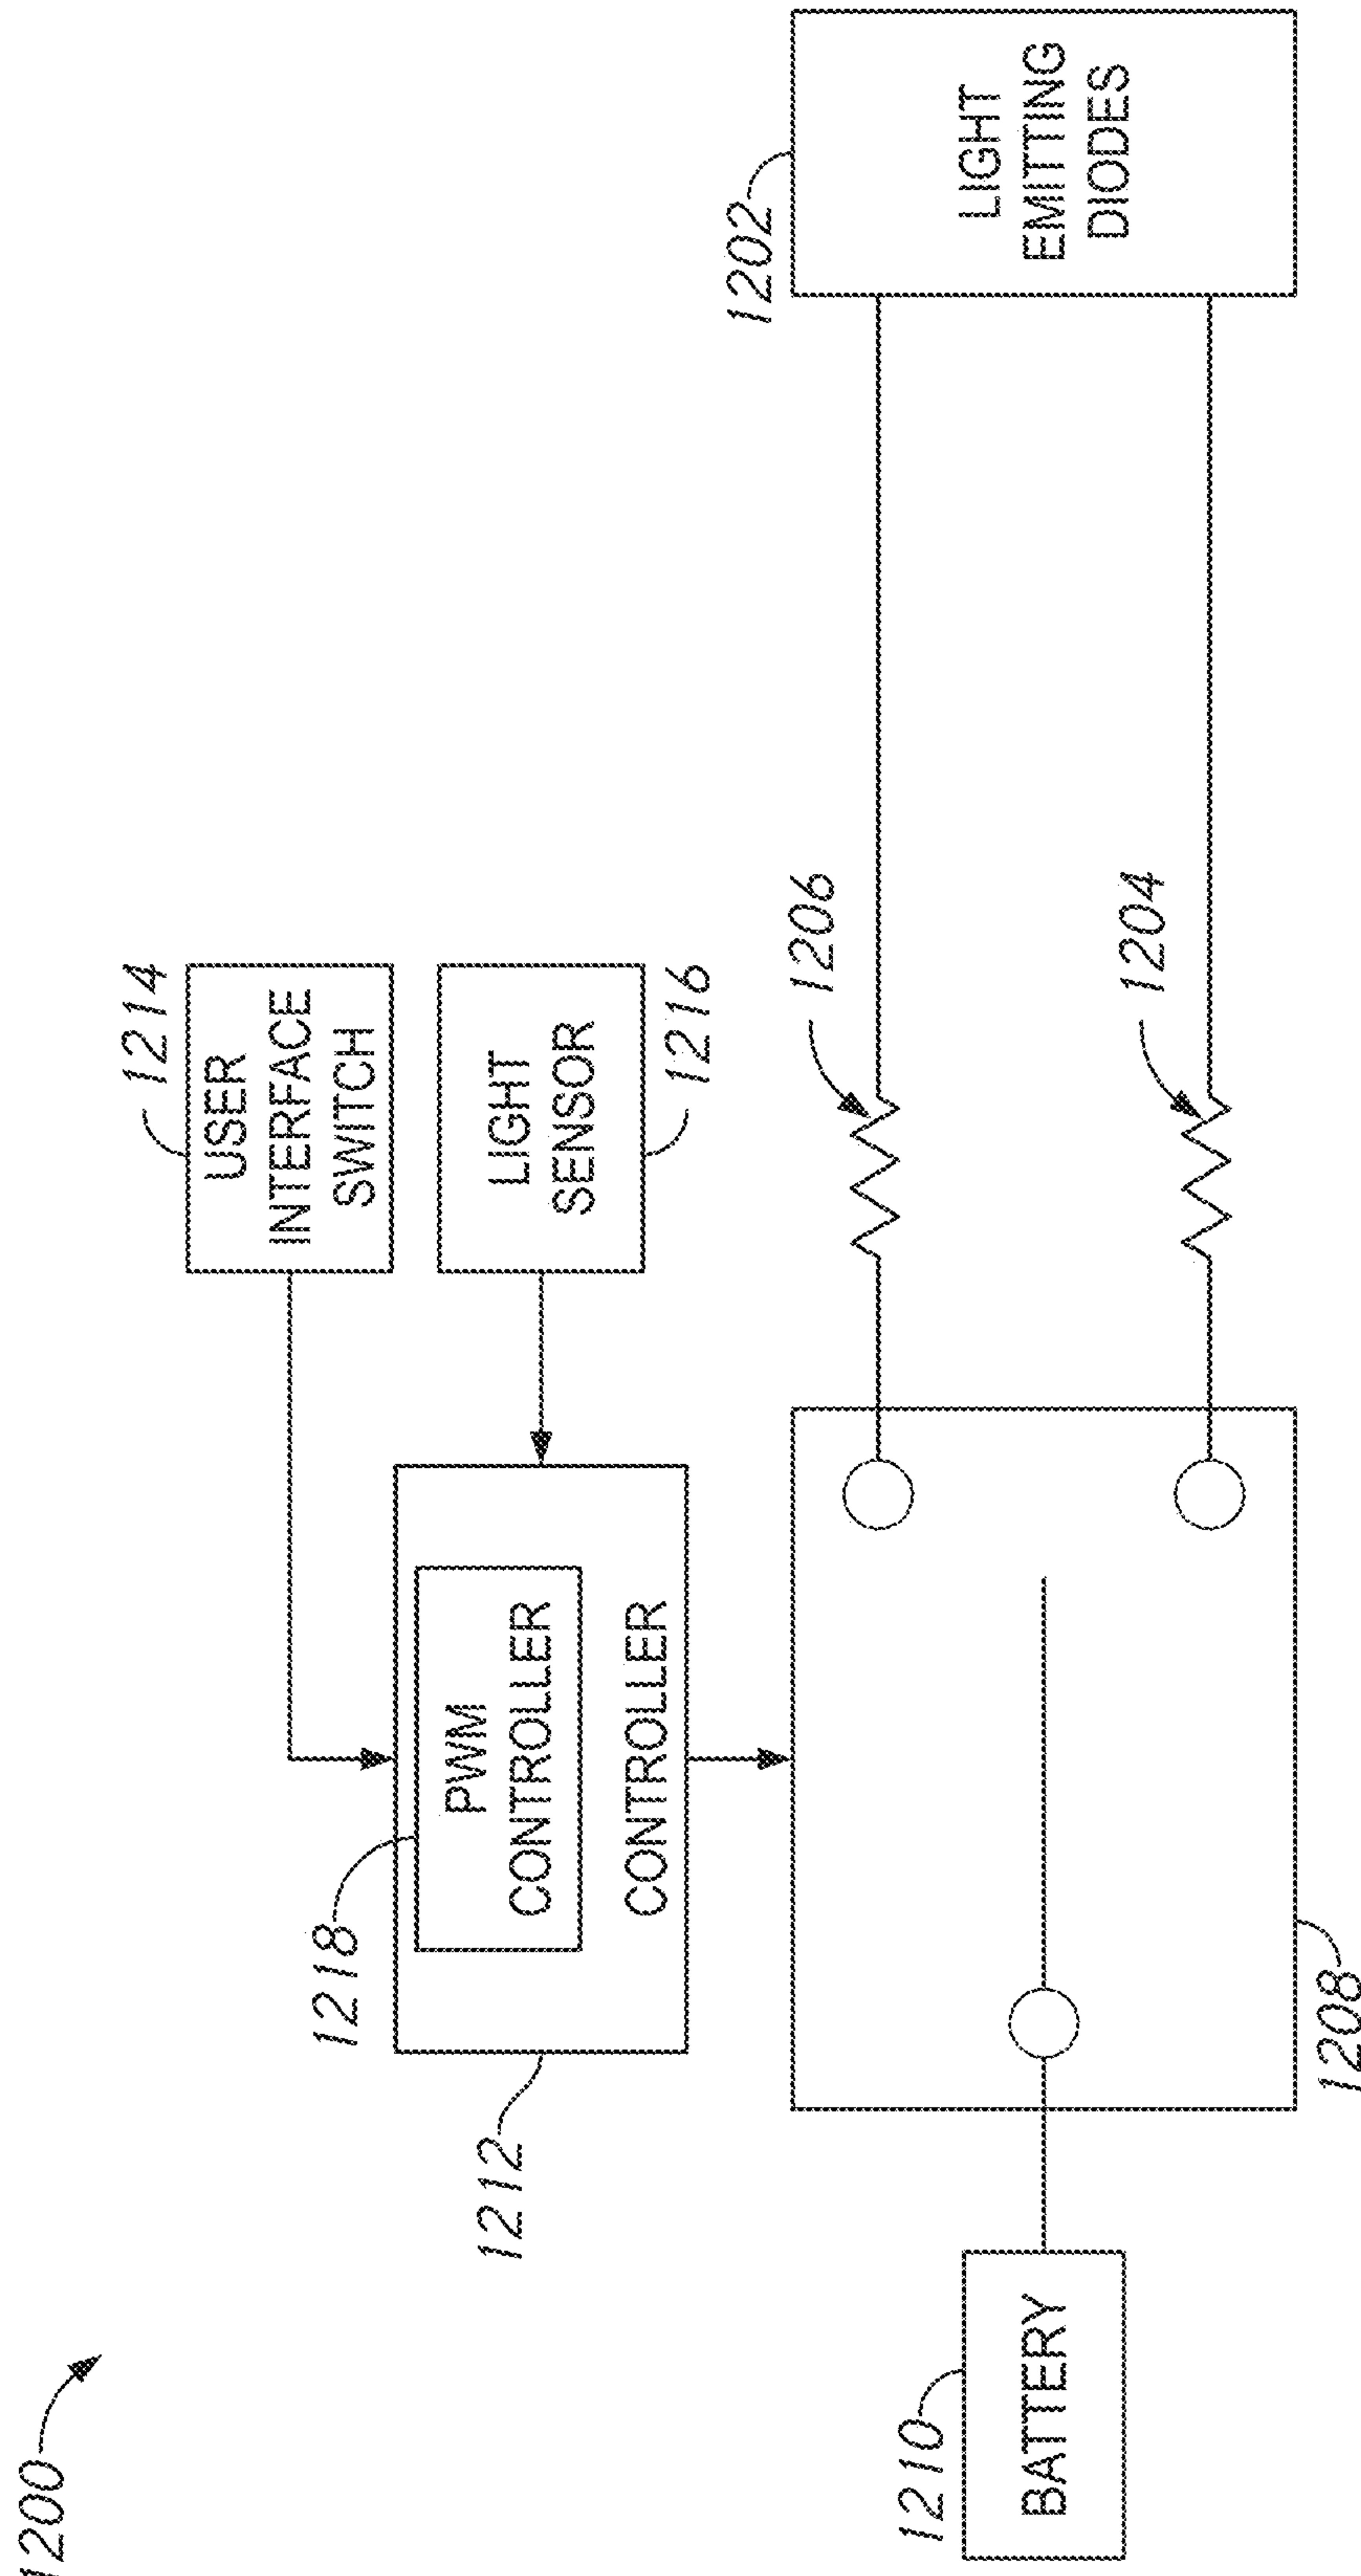 1200
1214
USER
INTERFACE
SWITCH
LIGHT
SENSOR
1216
1218
PWM
CONTROLLER
CONTROLLER
1212
1202
LIGHT
EMITTING
DIODES
1206
1204
1210
BATTERY
1208